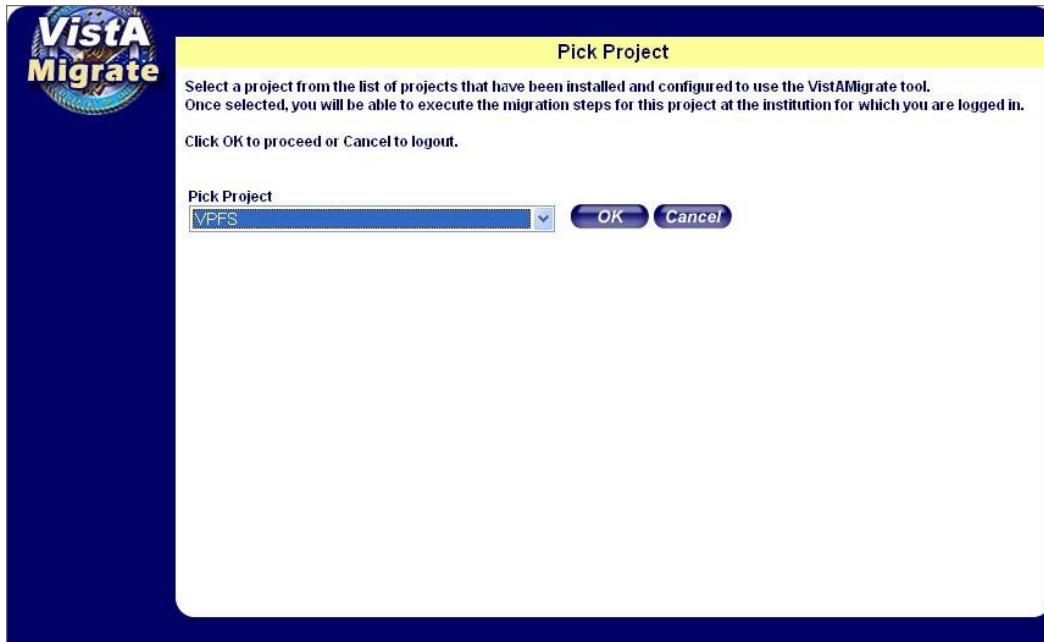 VistA
Migrate
Pick Project
Select a project from the list of projects that have been installed and configured to use the VistAMigrate tool.
Once selected, you will be able to execute the migration steps for this project at the institution for which you are logged in.
Click OK to proceed or Cancel to logout.
Pick Project
VPFS
OK Cancel